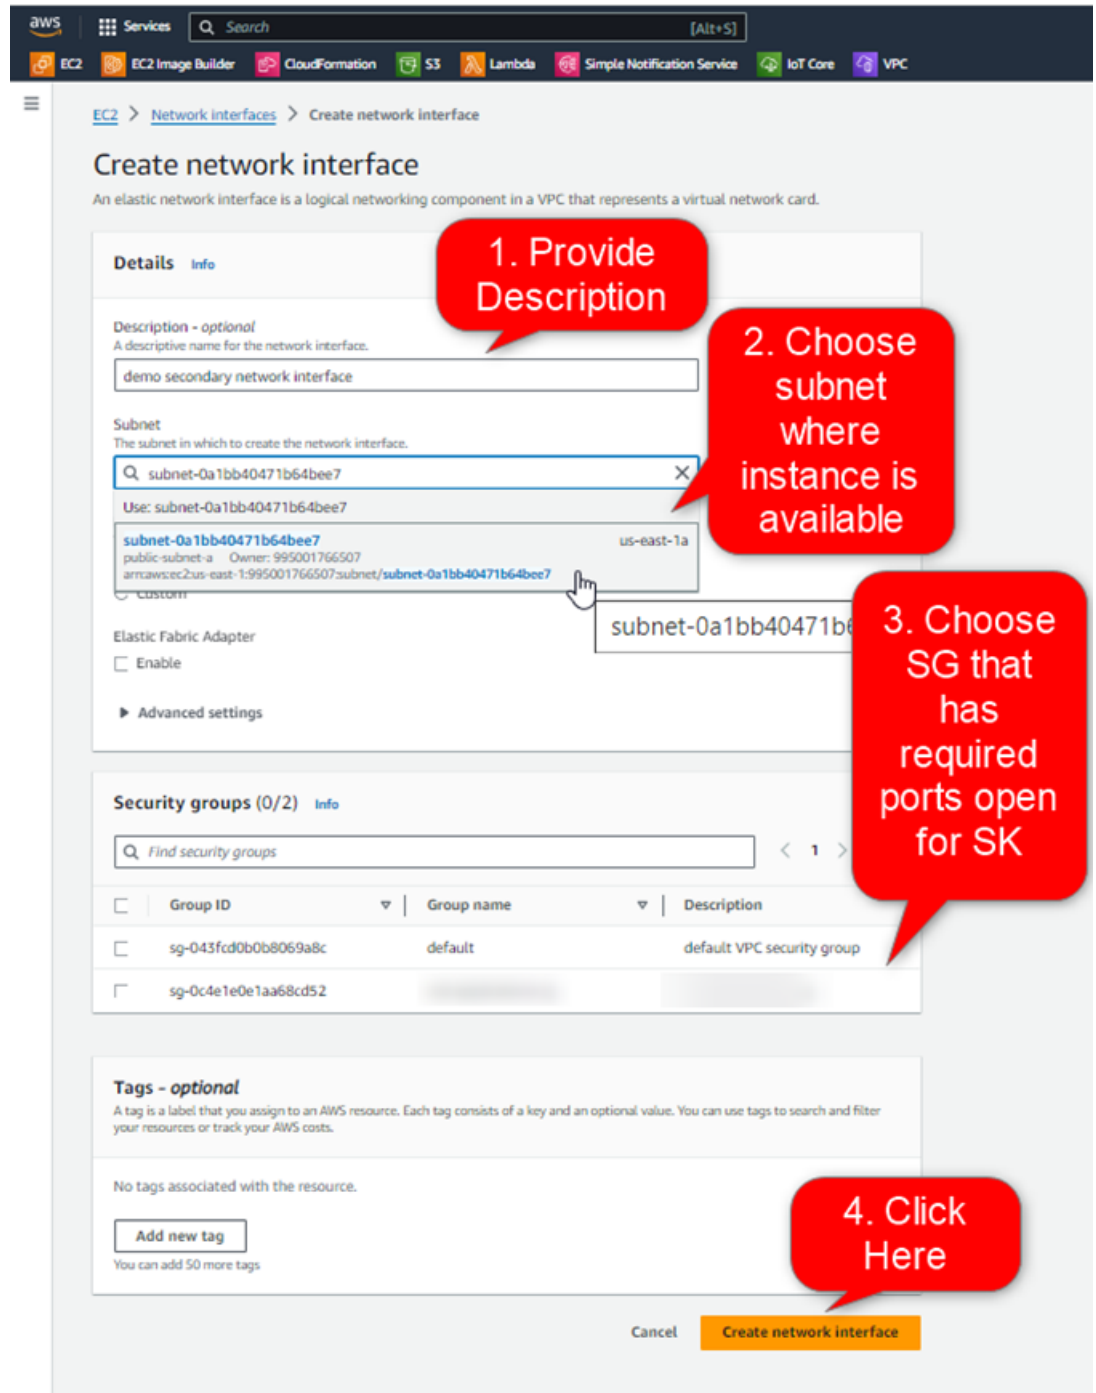 aws
Services
Search
[Alt+S]
EC2
EC2 Image Builder
CloudFormation
S3
Lambda
Simple Notification Service
IoT Core
VPC
EC2 > Network interfaces > Create network interface
Create network interface
An elastic network interface is a logical networking component in a VPC that represents a virtual network card.
1. Provide
Description
Details Info
Description - optional
A descriptive name for the network interface.
demo secondary network interface
2. Choose
subnet
where
instance is
available
Subnet
The subnet in which to create the network interface.
subnet-0a1bb40471b64bee7
Use: subnet-0a1bb40471b64bee7
subnet-0a1bb40471b64bee7 us-east-1a
public-subnet-a Owner: 995001766507
arn:aws:ec2:us-east-1:995001766507:subnet/subnet-0a1bb40471b64bee7
Custom
subnet-0a1bb40471b
Elastic Fabric Adapter
Enable
Advanced settings
3. Choose
SG that
has
required
ports open
for SK
Security groups (0/2) Info
Find security groups
< 1 >
Group ID Group name Description
sg-043fcd0b0b8069a8c default default VPC security group
sg-0c4e1e0e1aa68cd52
Tags - optional
A tag is a label that you assign to an AWS resource. Each tag consists of a key and an optional value. You can use tags to search and filter
your resources or track your AWS costs.
No tags associated with the resource.
Add new tag
You can add 50 more tags
4. Click
Here
Cancel
Create network interface